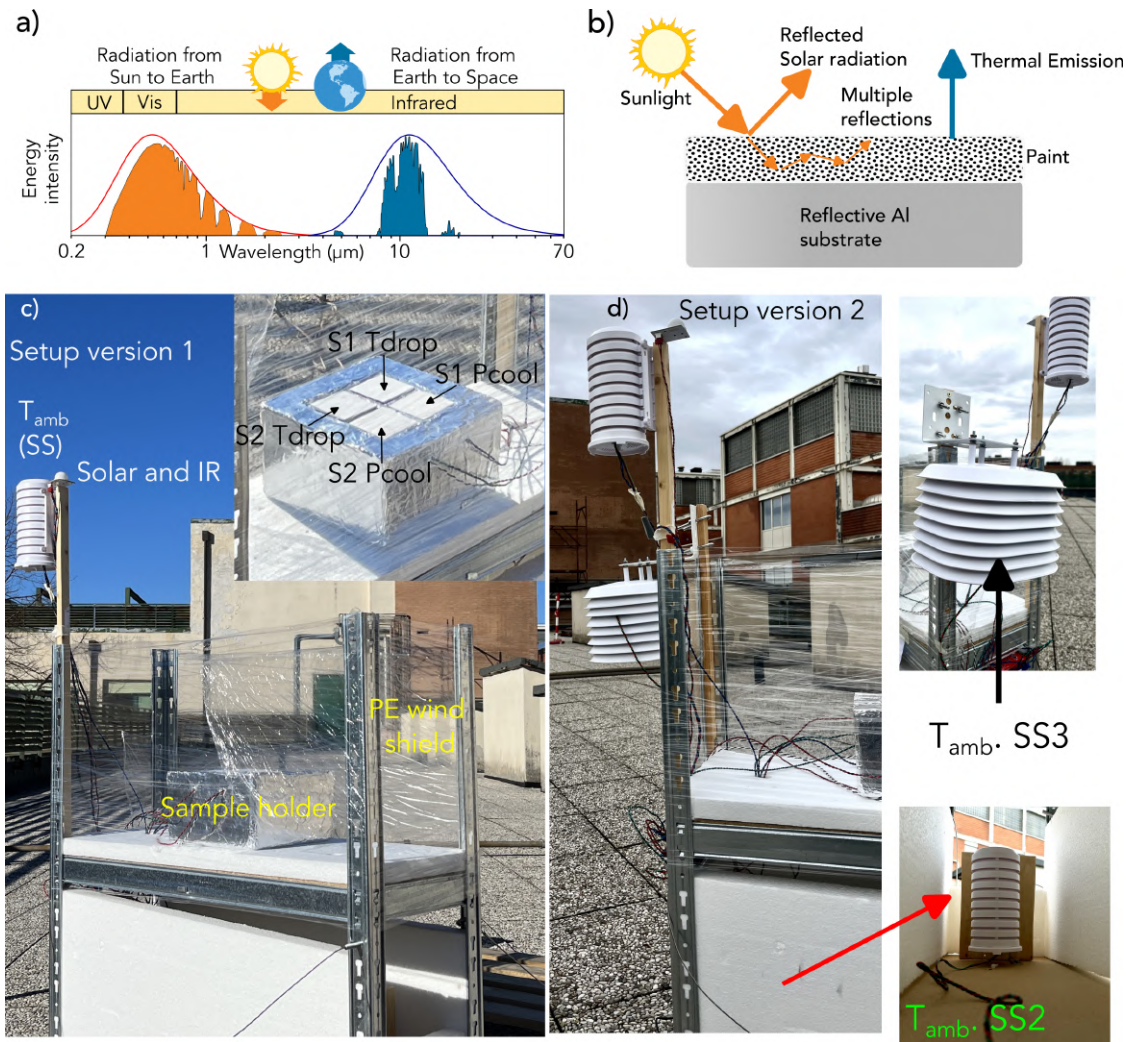 a)
Radiation from
Sun to Earth
Radiation from
Earth to Space
UV
Vis
Infrared
Energy
intensity
0.2
1
Wavelength (μm)
10
70
b)
Sunlight
Reflected
Solar radiation
Multiple
reflections
Thermal Emission
Paint
Reflective Al
substrate
c)
Setup version 1
T_amb
(SS)
Solar and IR
S1 Tdrop
S1 Pcool
S2 Tdrop
S2 Pcool
PE wind
shield
Sample holder
d)
Setup version 2
T_amb. SS3
T_amb. SS2